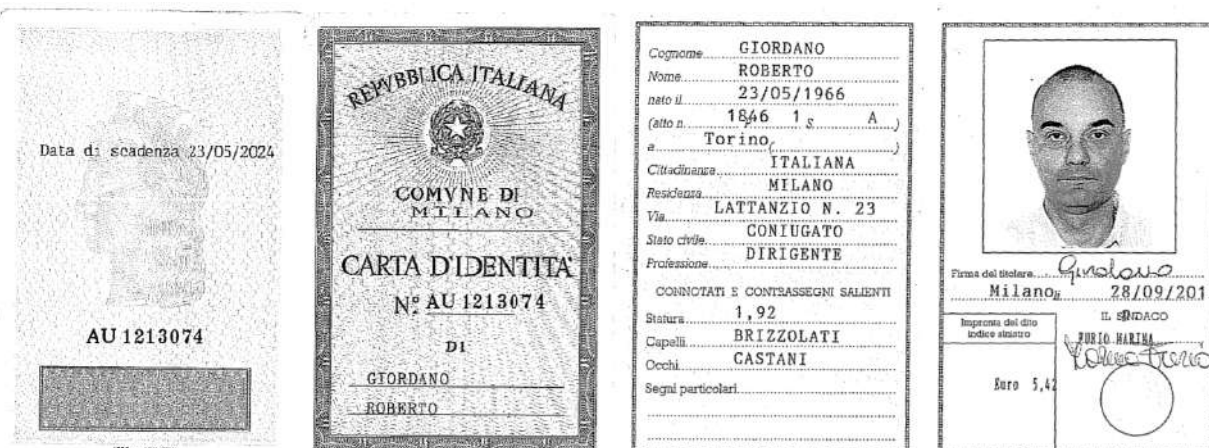 Data di scadenza 23/05/2024
AU 1213074
REPVBBLICA ITALIANA
COMVNE DI
MILANO
CARTA D'IDENTITA
Nº AU 1213074
DI
GIORDANO
ROBERTO
Cognome GIORDANO
Nome ROBERTO
nato il 23/05/1966
(atto n. 1846 1 S. A )
a Torino ( )
Cittadinanza ITALIANA
Residenza MILANO
Via LATTANZIO N. 23
Stato civile CONIUGATO
Professione DIRIGENTE
CONNOTATI E CONTRASSEGNI SALIENTI
Statura 1,92
Capelli BRIZZOLATI
Occhi CASTANI
Segni particolari
Firma del titolare
Milano li 28/09/201
IL SINDACO
Impronta del dito
indice sinistro
Euro 5,42